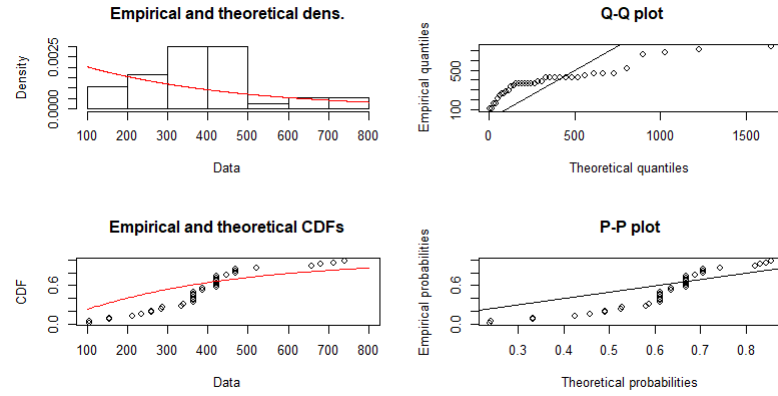 Empirical and theoretical dens.
Density
0.0000 0.0025
100 200 300 400 500 600 700 800
Data
Q-Q plot
Empirical quantiles
100 500
0 500 1000 1500
Theoretical quantiles
Empirical and theoretical CDFs
CDF
0.0 0.6
100 200 300 400 500 600 700 800
Data
P-P plot
Empirical probabilities
0.0 0.6
0.3 0.4 0.5 0.6 0.7 0.8
Theoretical probabilities